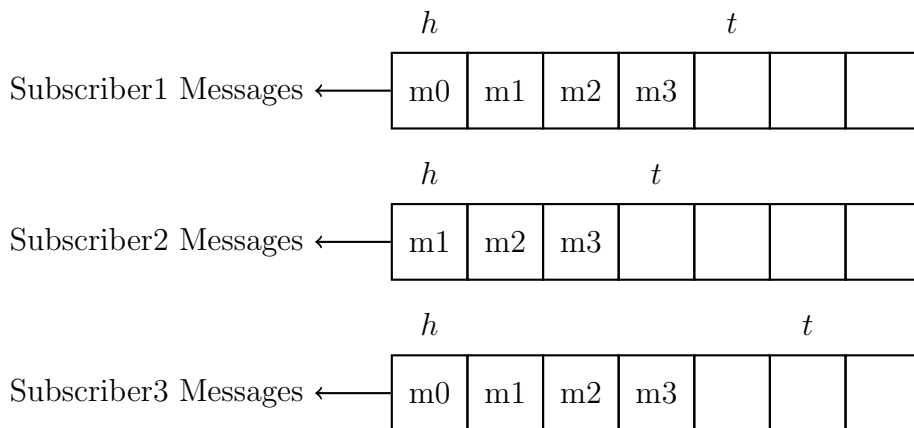 h t
Subscriber1 Messages m0 m1 m2 m3
h t
Subscriber2 Messages m1 m2 m3
h t
Subscriber3 Messages m0 m1 m2 m3